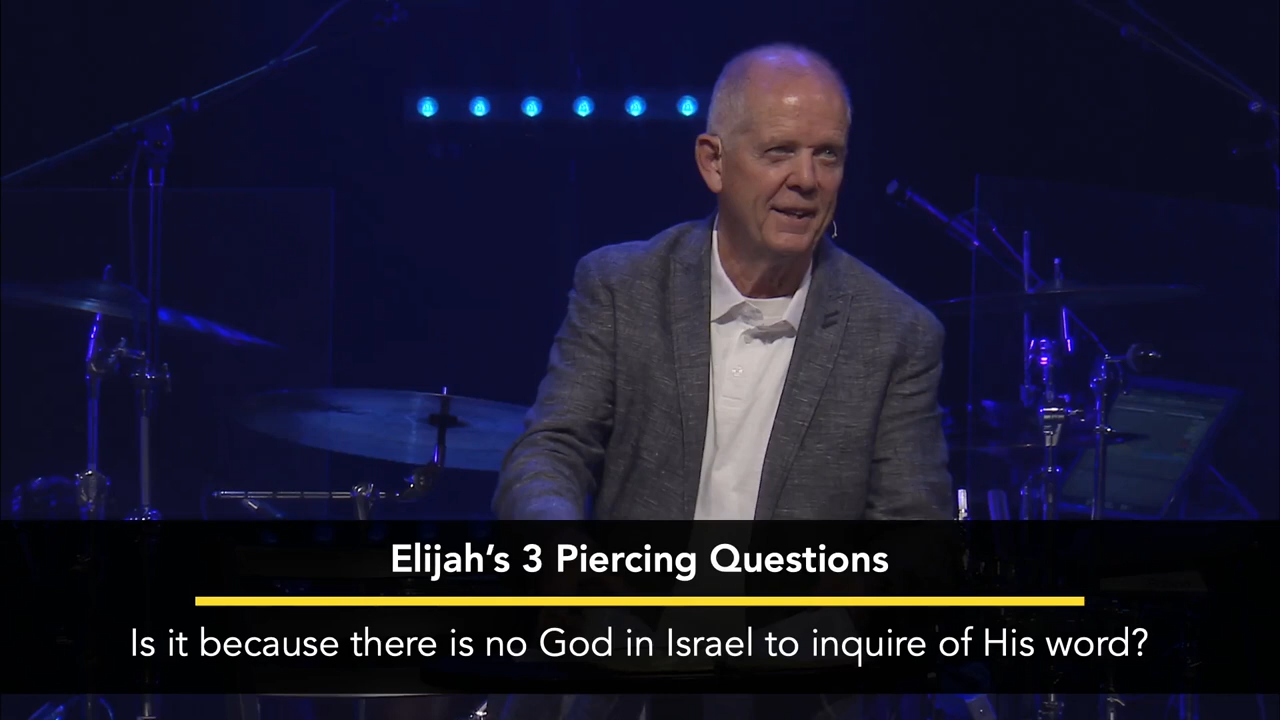 Elijah’s 3 Piercing Questions
Is it because there is no God in Israel to inquire of His word?